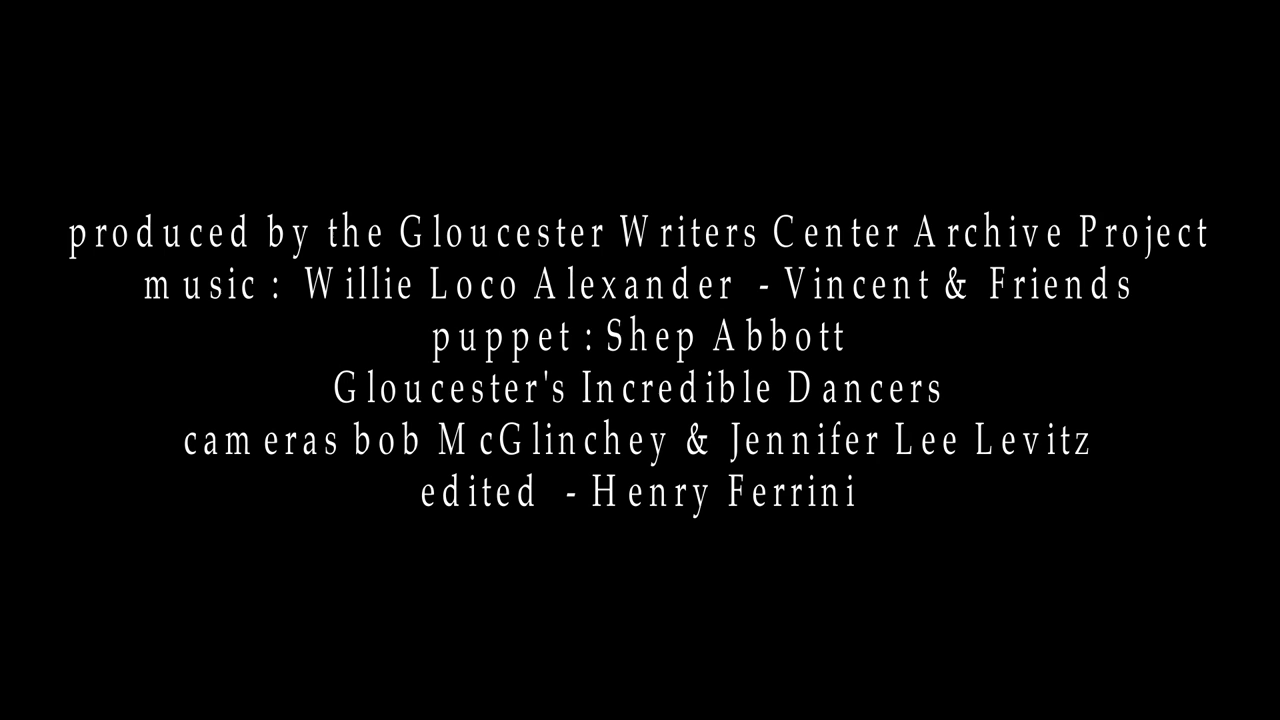 produced by the Gloucester Writers Center Archive Project
music : Willie Loco Alexander - Vincent & Friends
puppet : Shep Abbott
Gloucester's Incredible Dancers
cameras bob McGlinchey & Jennifer Lee Levitz
edited - Henry Ferrini